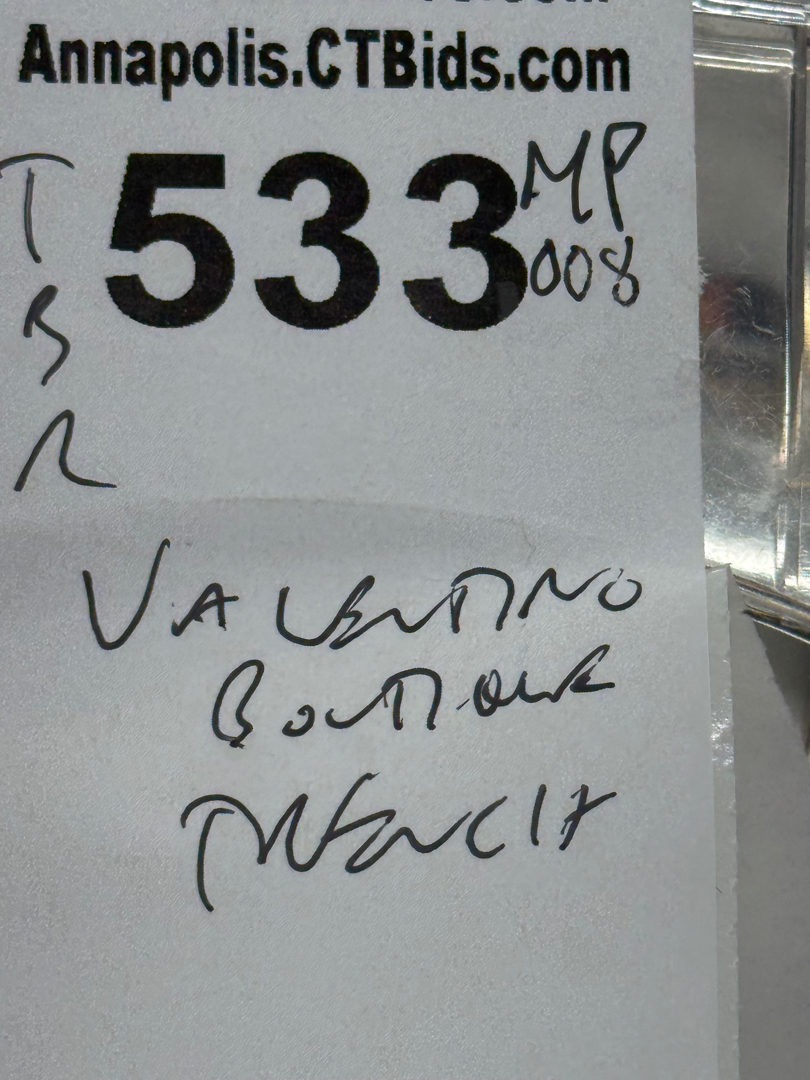 Annapolis.CTBids.com
T 533 MP
008
B
R
VALENTINO
BOUTIQUE
TRENCH